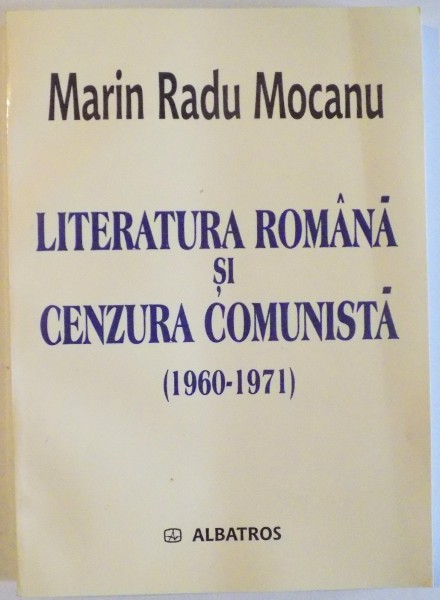 Marin Radu Mocanu
LITERATURA ROMÂNĂ
ȘI
CENZURA COMUNISTĂ
(1960-1971)
ALBATROS